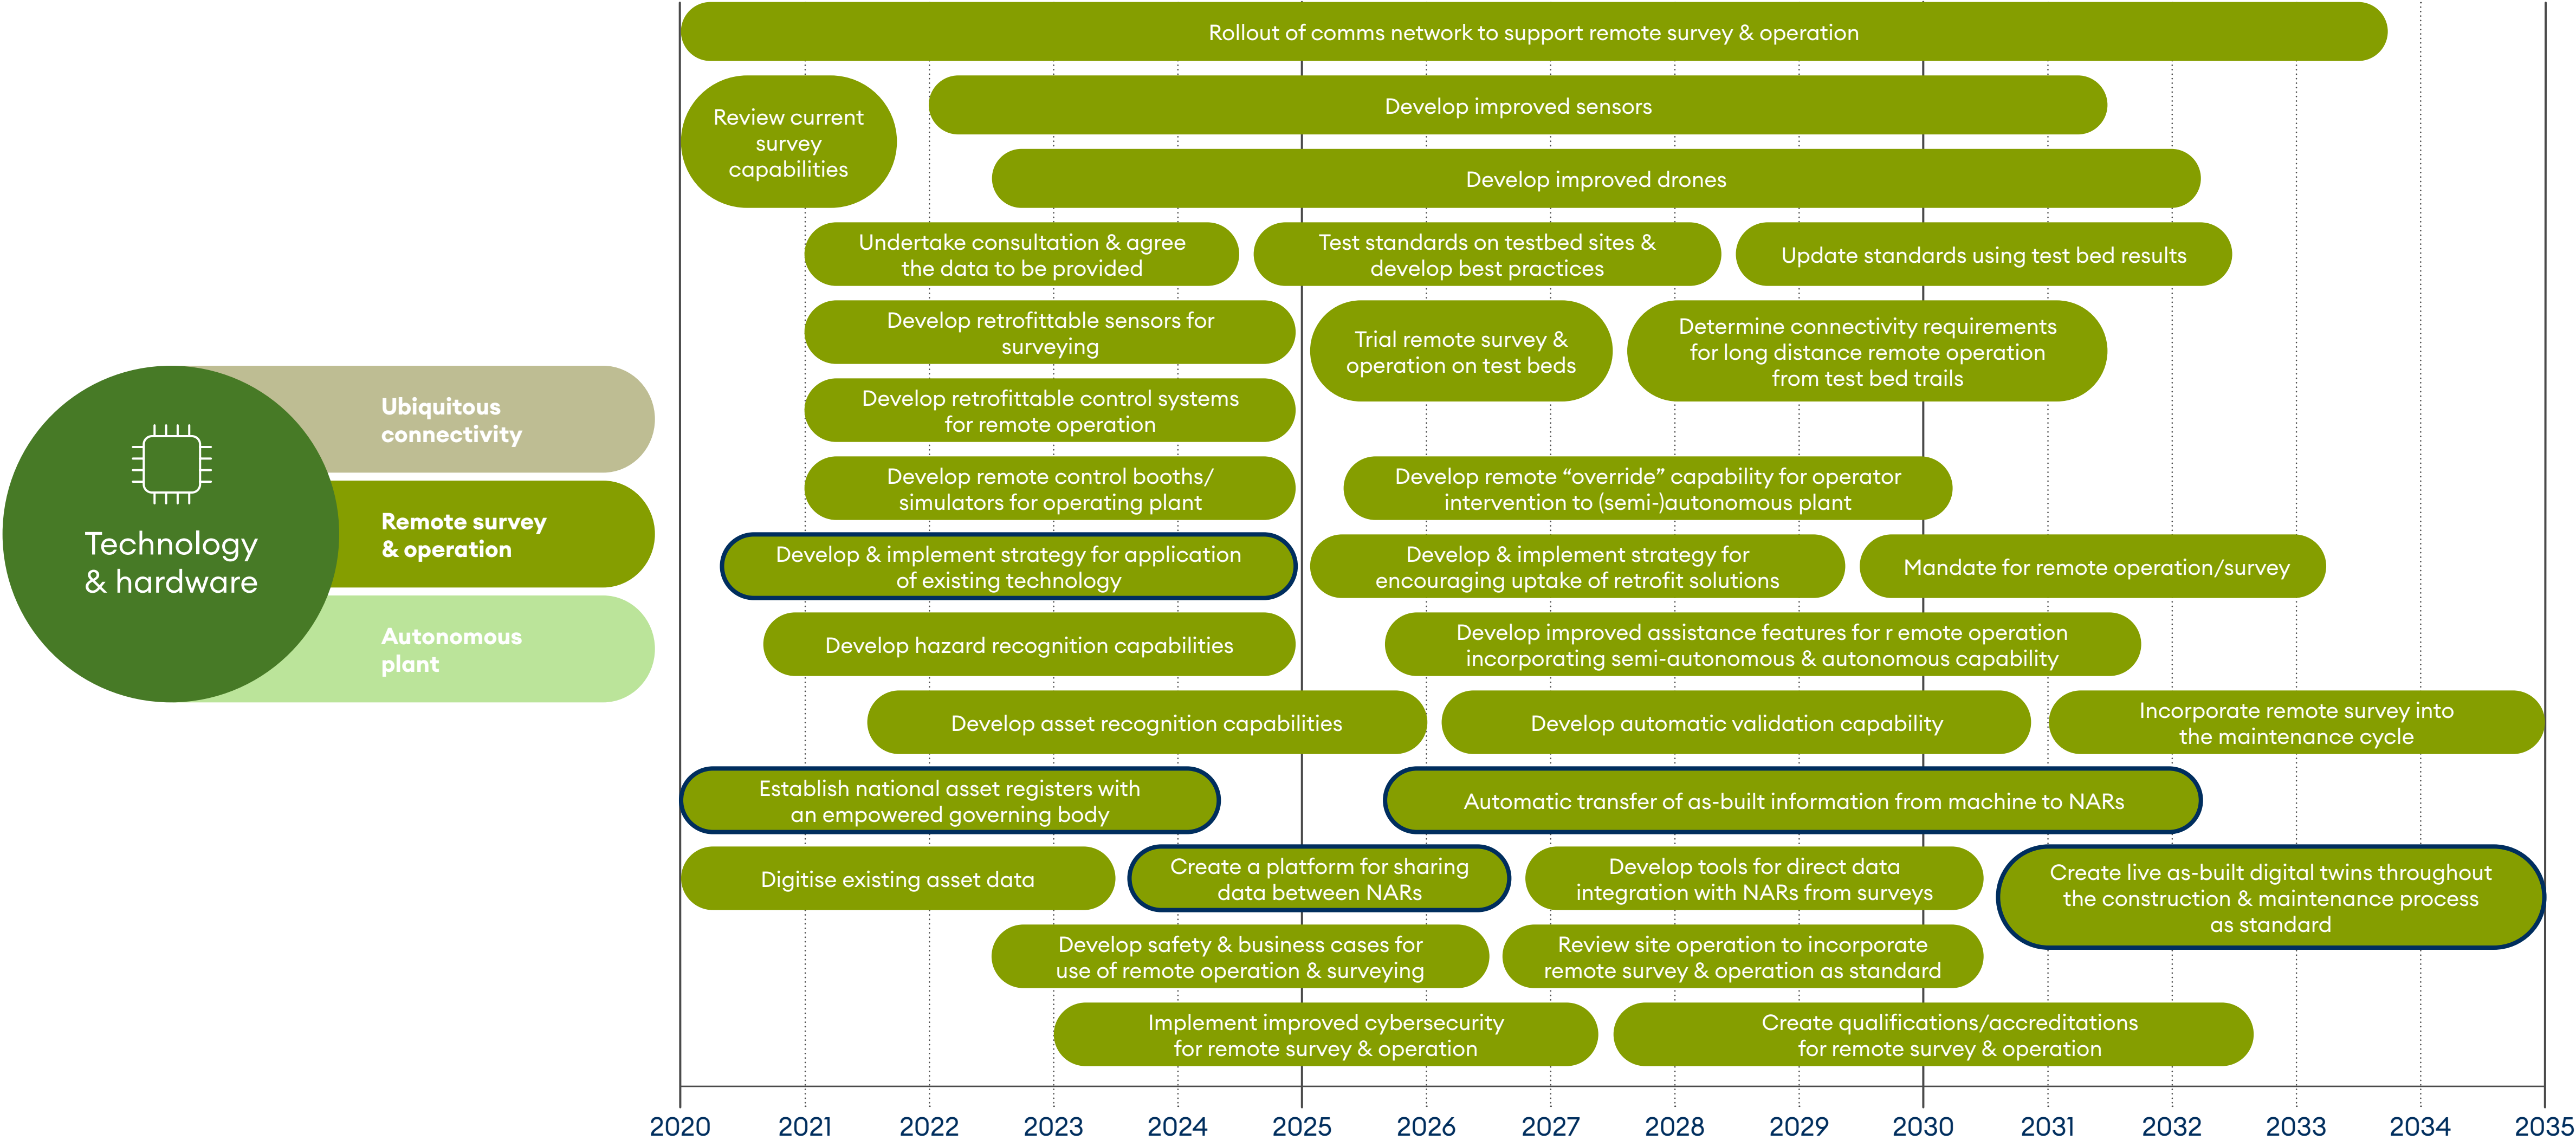 Technology
& hardware
Ubiquitous
connectivity
Remote survey
& operation
Autonomous
plant
Rollout of comms network to support remote survey & operation
Review current
survey
capabilities
Develop improved sensors
Develop improved drones
Undertake consultation & agree
the data to be provided
Test standards on testbed sites &
develop best practices
Update standards using test bed results
Develop retrofittable sensors for
surveying
Trial remote survey &
operation on test beds
Determine connectivity requirements
for long distance remote operation
from test bed trails
Develop retrofittable control systems
for remote operation
Develop remote control booths/
simulators for operating plant
Develop remote “override” capability for operator
intervention to (semi-)autonomous plant
Develop & implement strategy for application
of existing technology
Develop & implement strategy for
encouraging uptake of retrofit solutions
Mandate for remote operation/survey
Develop hazard recognition capabilities
Develop improved assistance features for r emote operation
incorporating semi-autonomous & autonomous capability
Develop asset recognition capabilities
Develop automatic validation capability
Incorporate remote survey into
the maintenance cycle
Establish national asset registers with
an empowered governing body
Automatic transfer of as-built information from machine to NARs
Digitise existing asset data
Create a platform for sharing
data between NARs
Develop tools for direct data
integration with NARs from surveys
Create live as-built digital twins throughout
the construction & maintenance process
as standard
Develop safety & business cases for
use of remote operation & surveying
Review site operation to incorporate
remote survey & operation as standard
Implement improved cybersecurity
for remote survey & operation
Create qualifications/accreditations
for remote survey & operation
2020 2021 2022 2023 2024 2025 2026 2027 2028 2029 2030 2031 2032 2033 2034 2035